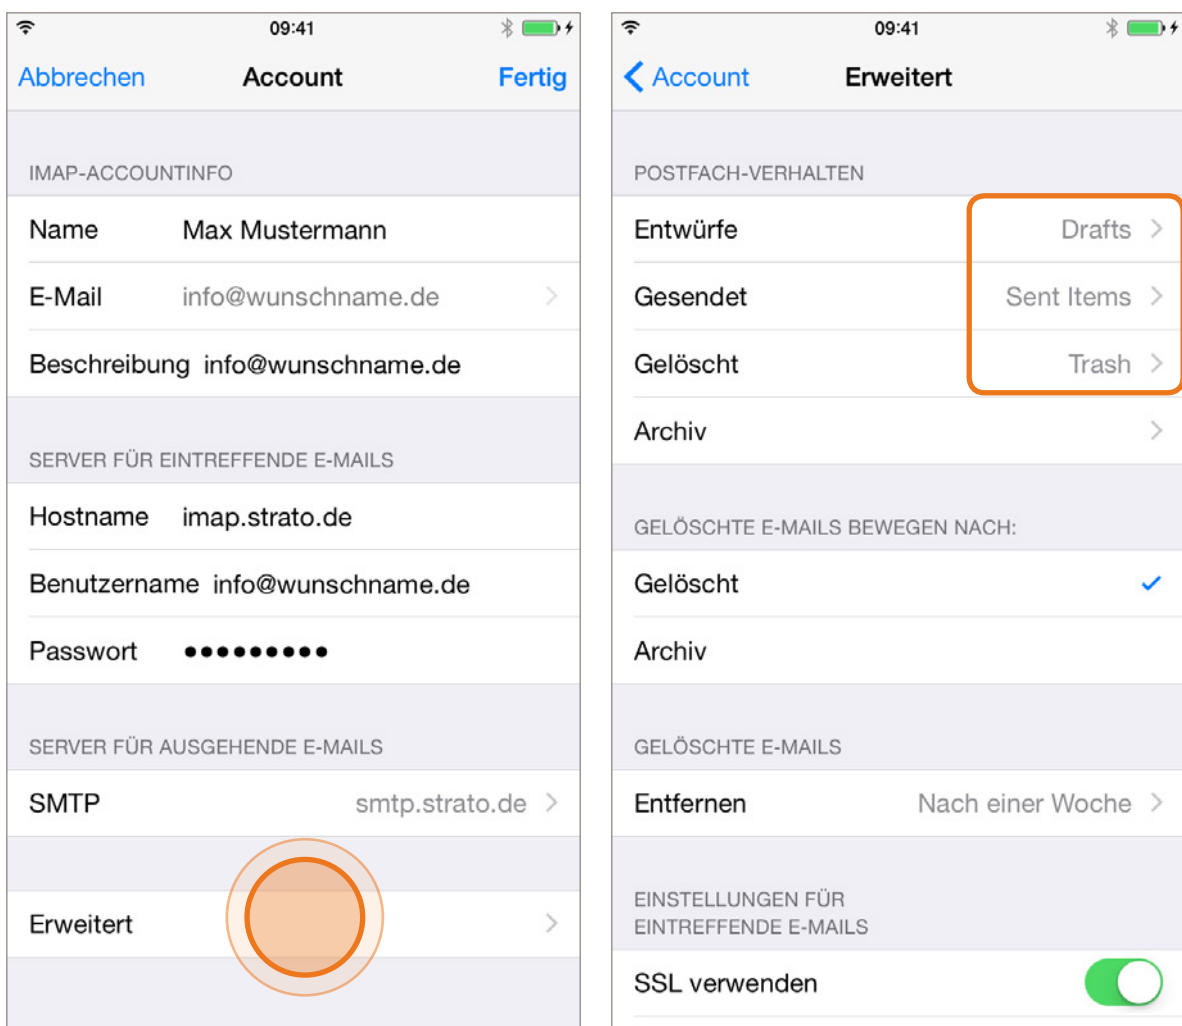 09:41
Abbrechen Account Fertig
IMAP-ACCOUNTINFO
Name Max Mustermann
E-Mail info@wunschname.de
Beschreibung info@wunschname.de
SERVER FÜR EINTREFFENDE E-MAILS
Hostname imap.strato.de
Benutzername info@wunschname.de
Passwort •••••••••
SERVER FÜR AUSGEHENDE E-MAILS
SMTP smtp.strato.de
Erweitert
09:41
Account Erweitert
POSTFACH-VERHALTEN
Entwürfe Drafts
Gesendet Sent Items
Gelöscht Trash
Archiv
GELÖSCHTE E-MAILS BEWEGEN NACH:
Gelöscht
Archiv
GELÖSCHTE E-MAILS
Entfernen Nach einer Woche
EINSTELLUNGEN FÜR
EINTREFFENDE E-MAILS
SSL verwenden